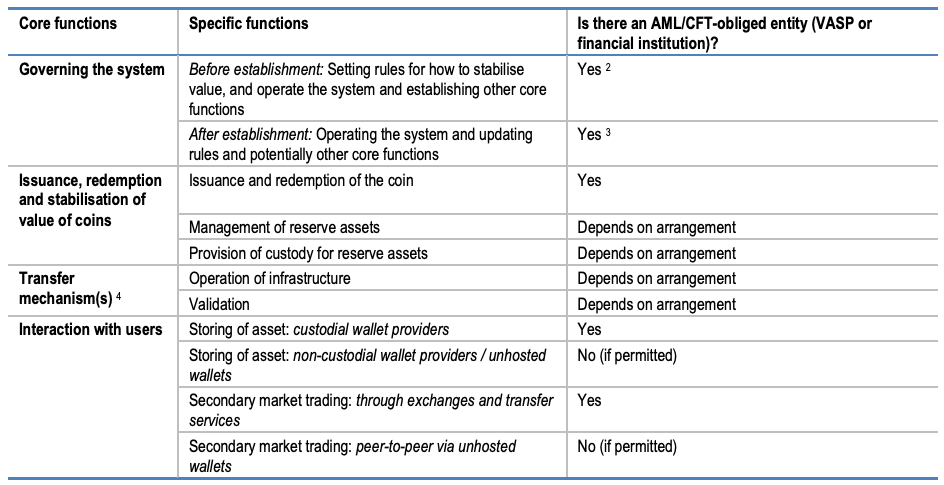 Core functions
Specific functions
Is there an AML/CFT-obliged entity (VASP or
financial institution)?
Governing the system
Before establishment: Setting rules for how to stabilise
value, and operate the system and establishing other core
functions
Yes 2
After establishment: Operating the system and updating
rules and potentially other core functions
Yes 3
Issuance, redemption
and stabilisation of
value of coins
Issuance and redemption of the coin
Yes
Management of reserve assets
Depends on arrangement
Provision of custody for reserve assets
Depends on arrangement
Transfer
mechanism(s) 4
Operation of infrastructure
Depends on arrangement
Validation
Depends on arrangement
Interaction with users
Storing of asset: custodial wallet providers
Yes
Storing of asset: non-custodial wallet providers / unhosted
wallets
No (if permitted)
Secondary market trading: through exchanges and transfer
services
Yes
Secondary market trading: peer-to-peer via unhosted
wallets
No (if permitted)